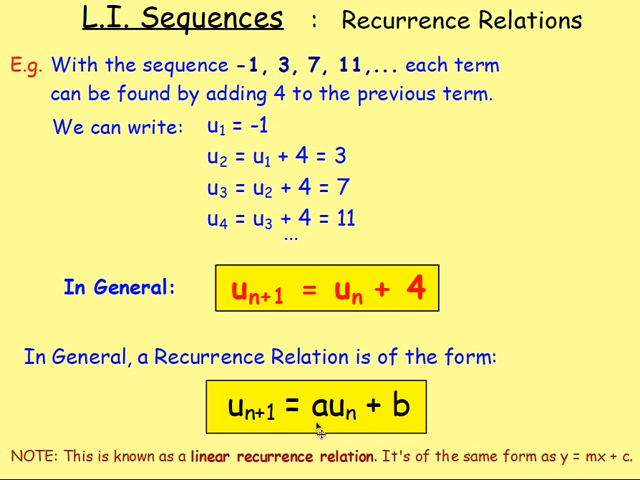 L.I. Sequences : Recurrence Relations
E.g. With the sequence -1, 3, 7, 11,... each term
can be found by adding 4 to the previous term.
We can write: u₁ = -1
u₂ = u₁ + 4 = 3
u₃ = u₂ + 4 = 7
u₄ = u₃ + 4 = 11
...
In General: uₙ₊₁ = uₙ + 4
In General, a Recurrence Relation is of the form:
uₙ₊₁ = auₙ + b
NOTE: This is known as a linear recurrence relation. It's of the same form as y = mx + c.